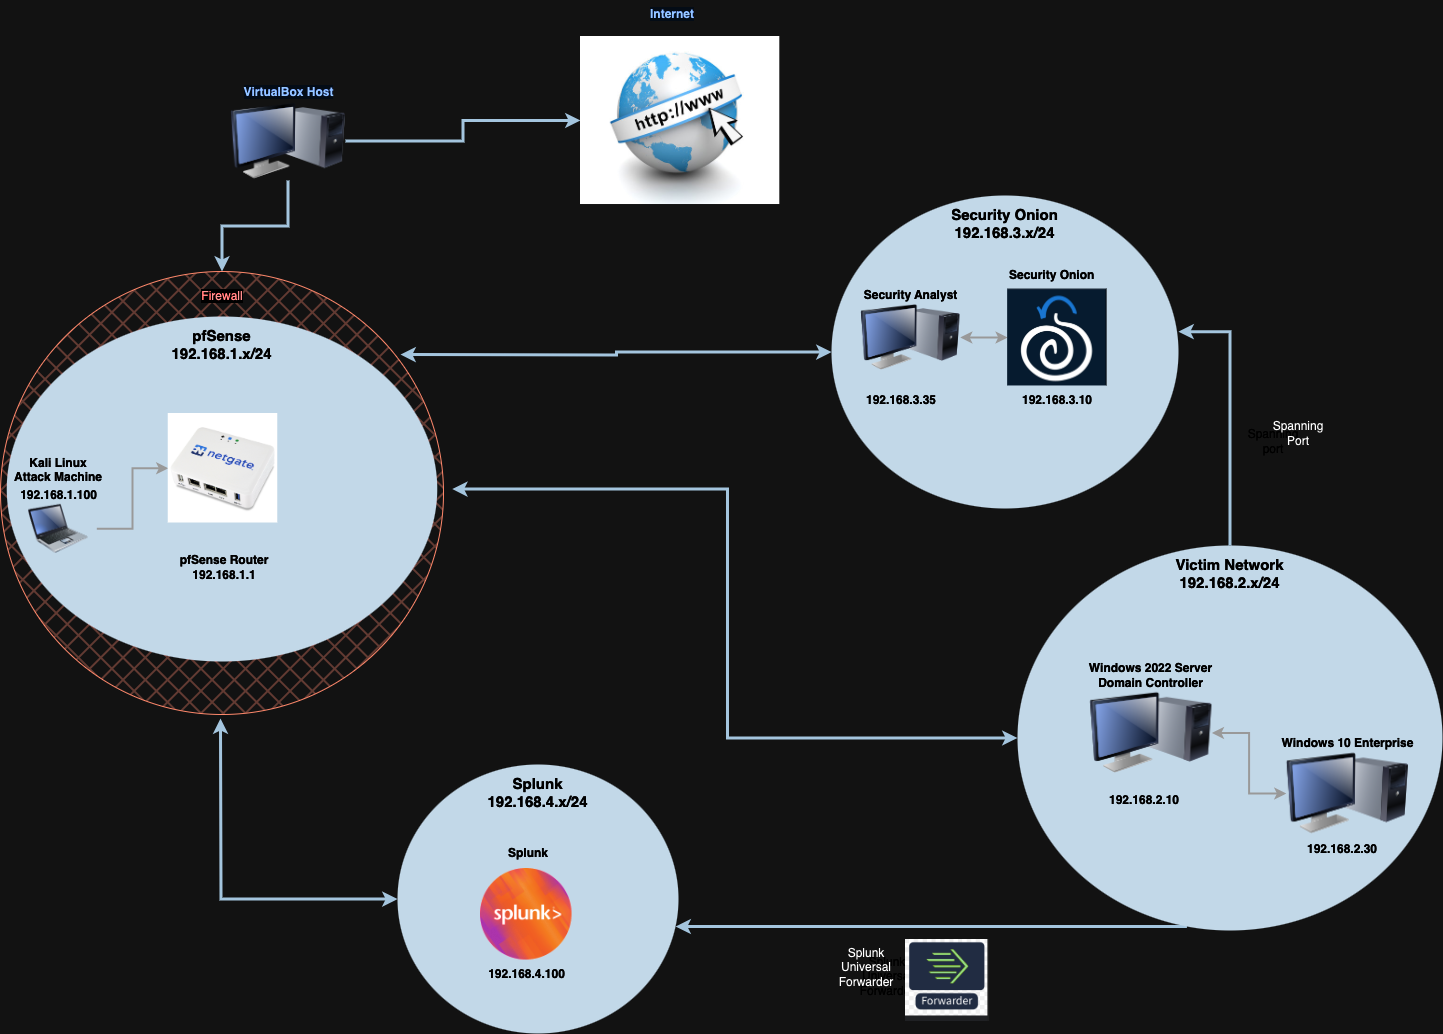 Internet
http://www
VirtualBox Host
Firewall
pfSense
192.168.1.x/24
netgate
Kali Linux
Attack Machine
192.168.1.100
pfSense Router
192.168.1.1
Security Onion
192.168.3.x/24
Security Onion
Security Analyst
192.168.3.35
192.168.3.10
Spanning
Port
Spanning
port
Victim Network
192.168.2.x/24
Windows 2022 Server
Domain Controller
Windows 10 Enterprise
192.168.2.10
192.168.2.30
Splunk
192.168.4.x/24
Splunk
splunk>
192.168.4.100
Splunk
Universal
Forwarder
Forwarder